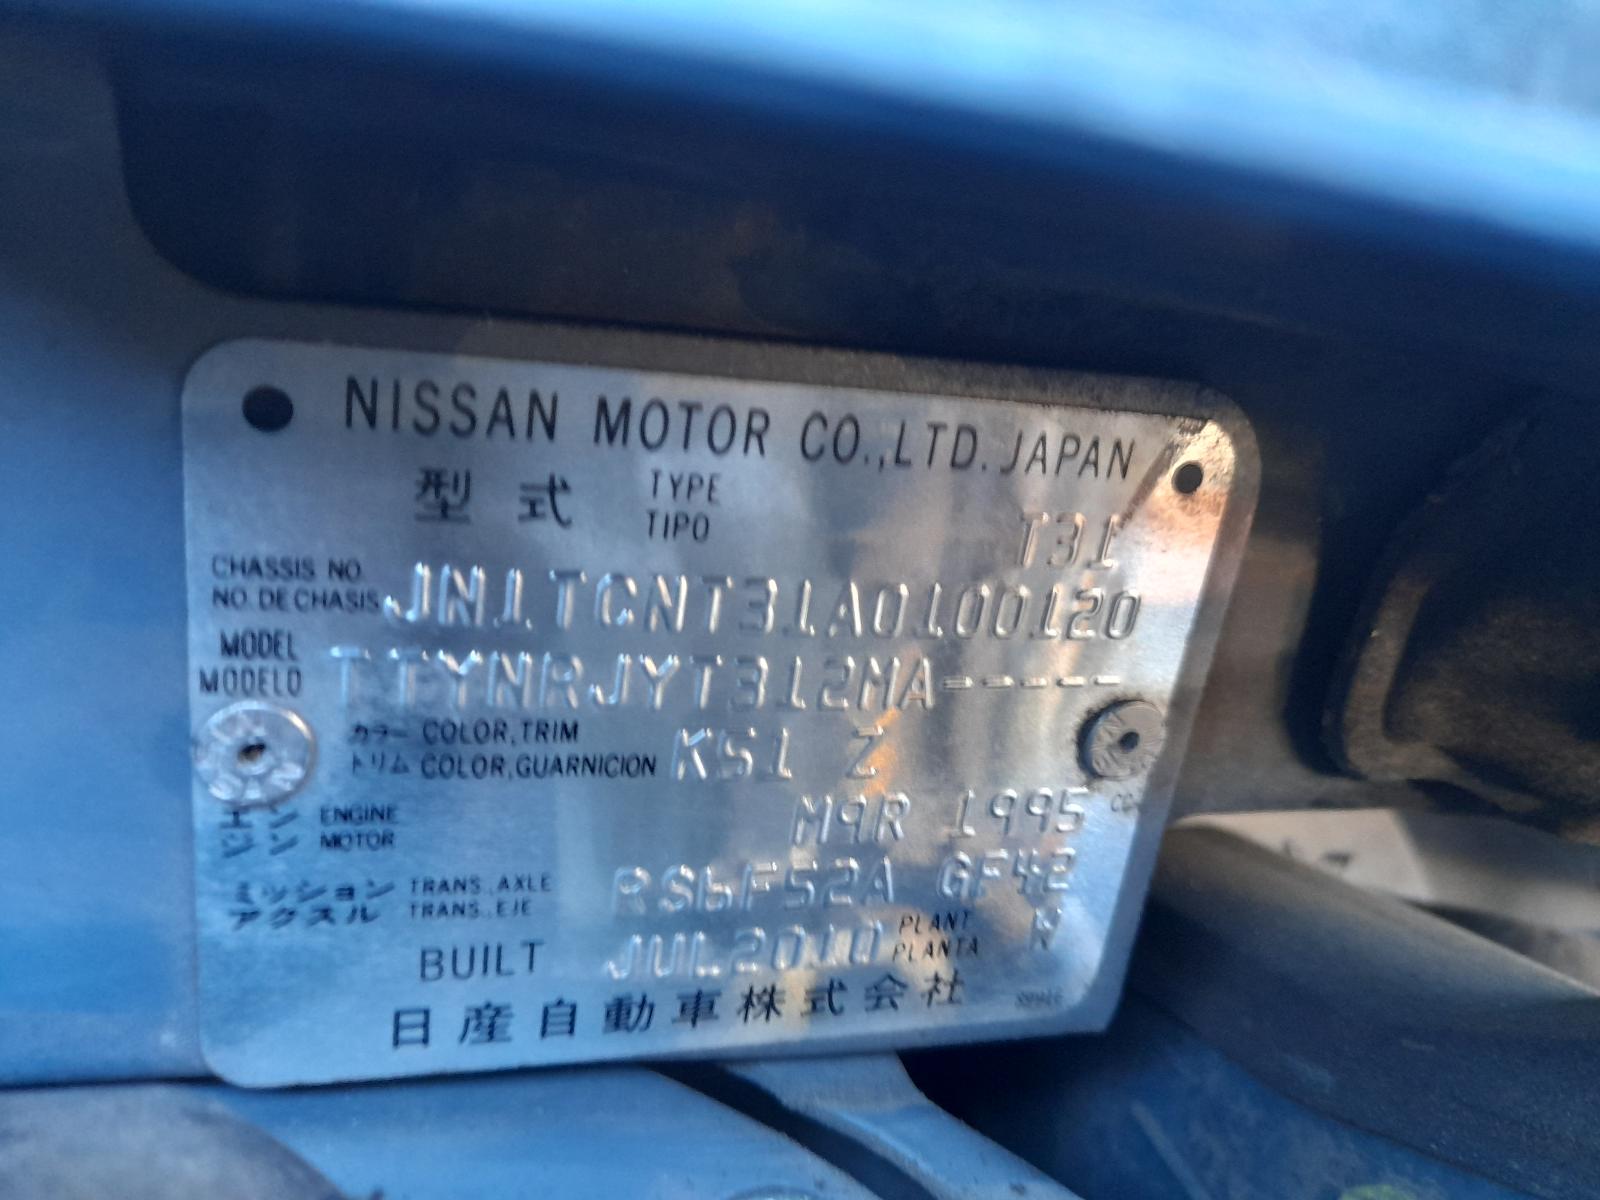 NISSAN MOTOR CO.,LTD. JAPAN
型式 TYPE TIPO T31
CHASSIS NO. NO. DE CHASIS JN1TCNT31A0100120
MODEL MODELO TTYNRJYT312MA-----
カラー トリム COLOR,TRIM COLOR,GUARNICION K51 Z
エンジン ENGINE MOTOR M9R 1995 CC
ミッション アクスル TRANS.,AXLE TRANS.,EJE RS6F52A GF42
BUILT JUL2010 PLANT PLANTA W
日産自動車株式会社